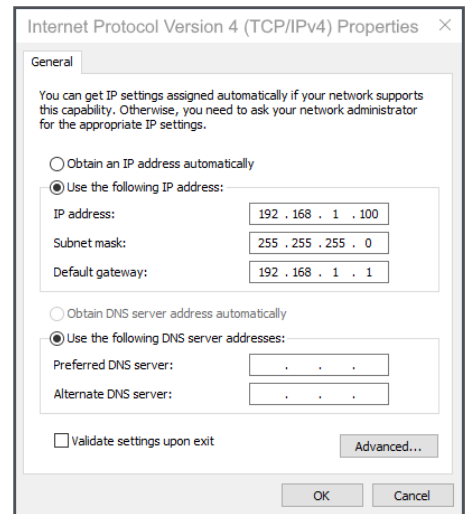 Internet Protocol Version 4 (TCP/IPv4) Properties
General
You can get IP settings assigned automatically if your network supports
this capability. Otherwise, you need to ask your network administrator
for the appropriate IP settings.
Obtain an IP address automatically
Use the following IP address:
IP address: 192 . 168 . 1 . 100
Subnet mask: 255 . 255 . 255 . 0
Default gateway: 192 . 168 . 1 . 1
Obtain DNS server address automatically
Use the following DNS server addresses:
Preferred DNS server: . . .
Alternate DNS server: . . .
Validate settings upon exit
Advanced...
OK Cancel